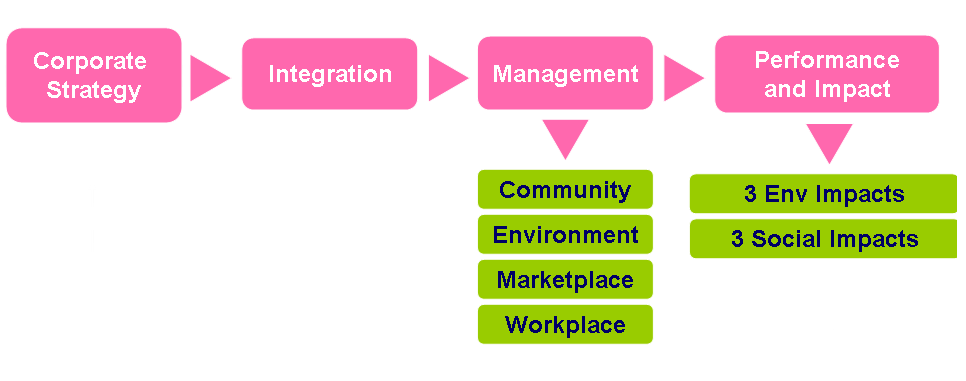 Corporate
Strategy
Integration
Management
Performance
and Impact
Community
Environment
Marketplace
Workplace
3 Env Impacts
3 Social Impacts